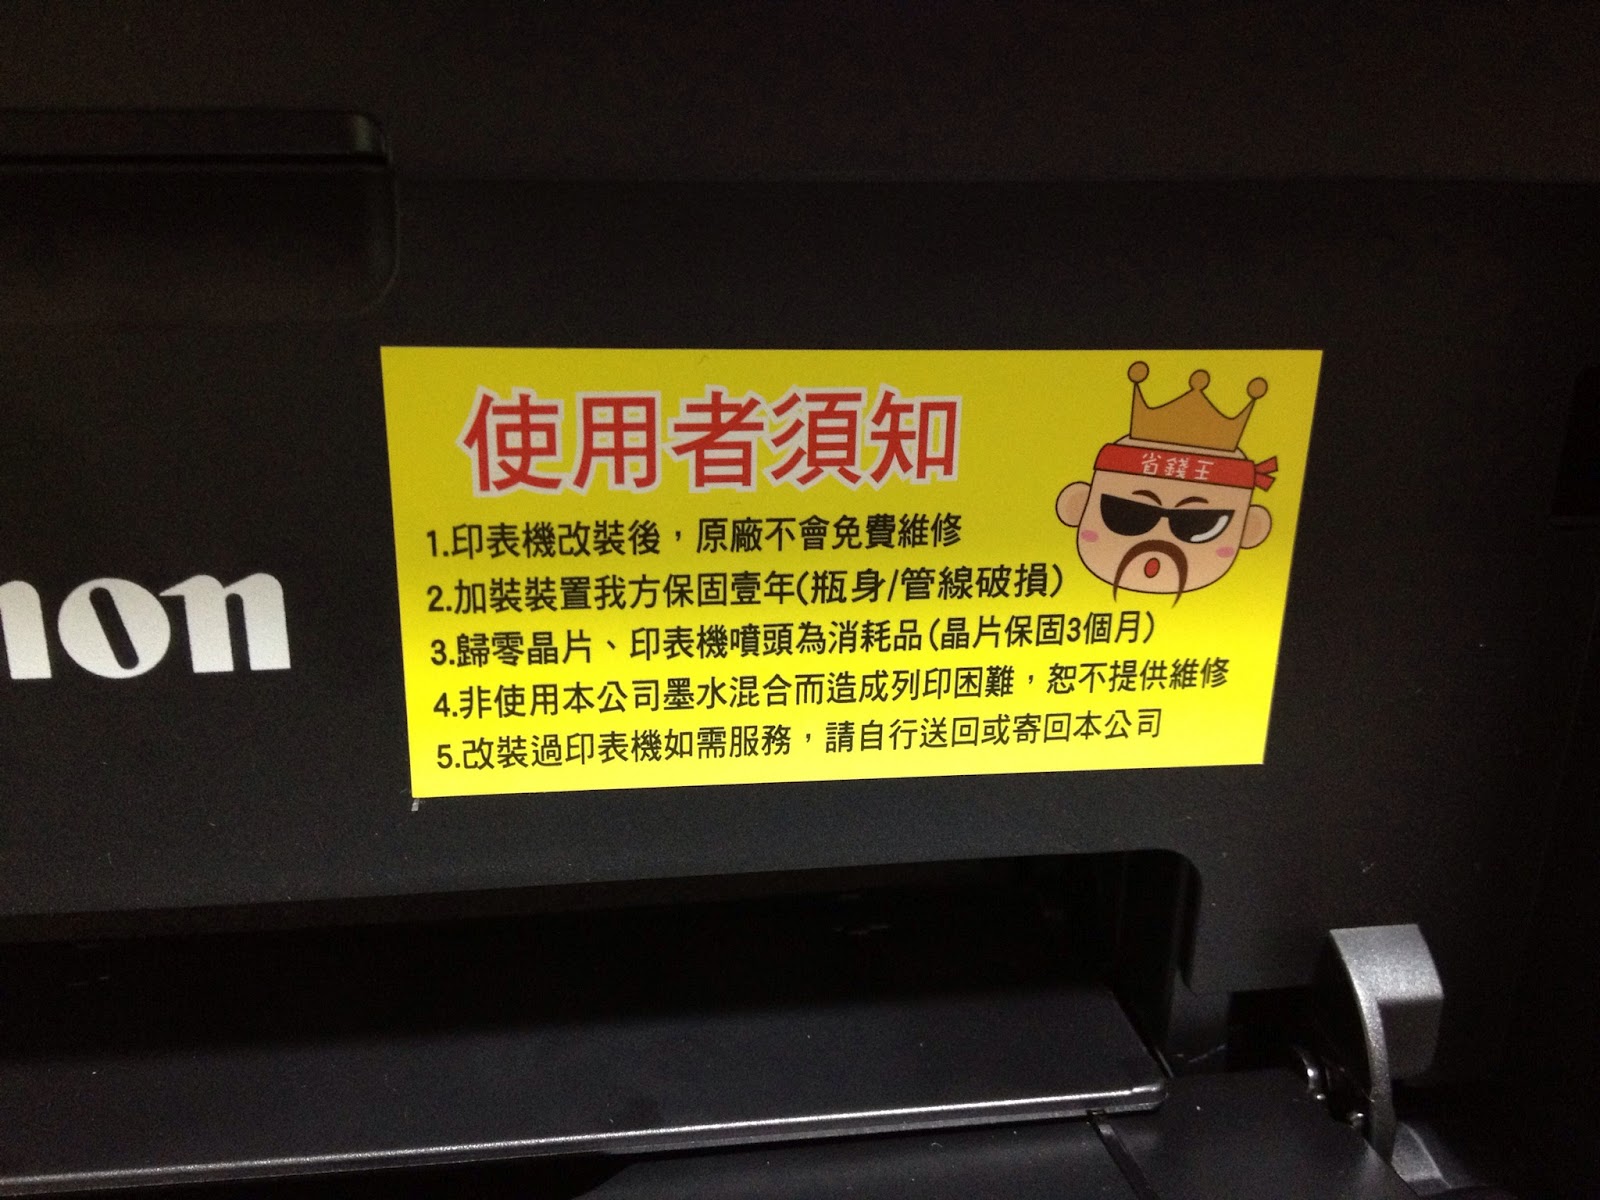 使用者須知
省錢王
1.印表機改裝後，原廠不會免費維修
2.加裝裝置我方保固壹年(瓶身/管線破損)
3.歸零晶片、印表機噴頭為消耗品(晶片保固3個月)
4.非使用本公司墨水混合而造成列印困難，恕不提供維修
5.改裝過印表機如需服務，請自行送回或寄回本公司
non